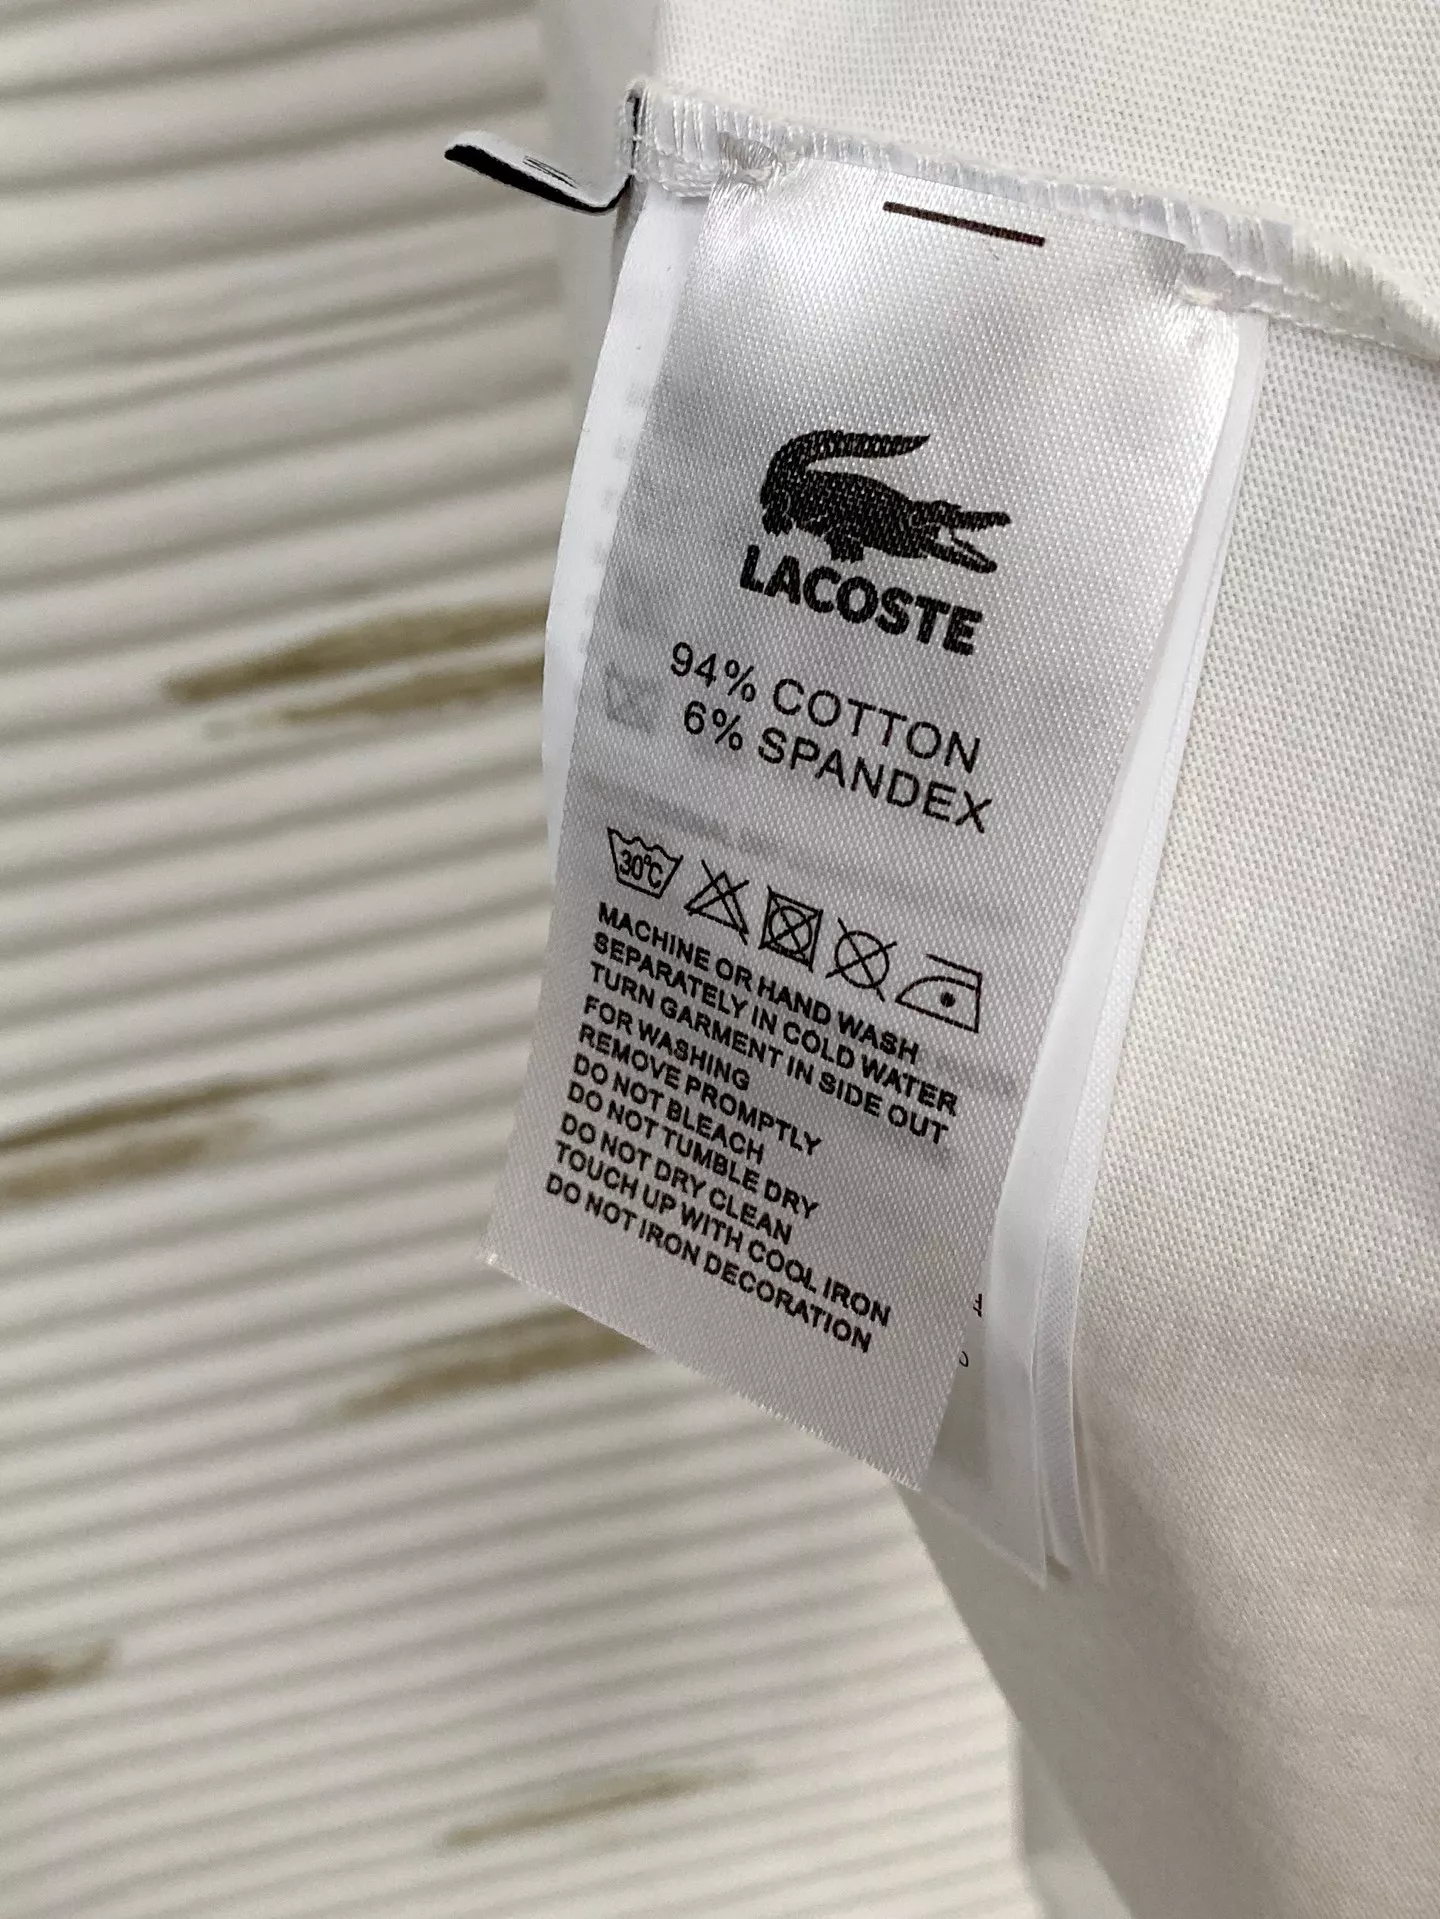 LACOSTE
94% COTTON
6% SPANDEX
30°C
MACHINE OR HAND WASH
SEPARATELY IN COLD WATER
TURN GARMENT IN SIDE OUT
FOR WASHING
REMOVE PROMPTLY
DO NOT BLEACH
DO NOT TUMBLE DRY
DO NOT DRY CLEAN
TOUCH UP WITH COOL IRON
DO NOT IRON DECORATION